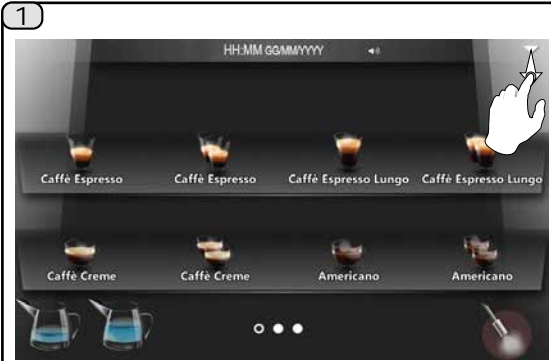 1
HH:MM GG/MM/YYYY
Caffè Espresso Caffè Espresso Caffè Espresso Lungo Caffè Espresso Lungo
Caffè Creme Caffè Creme Americano Americano